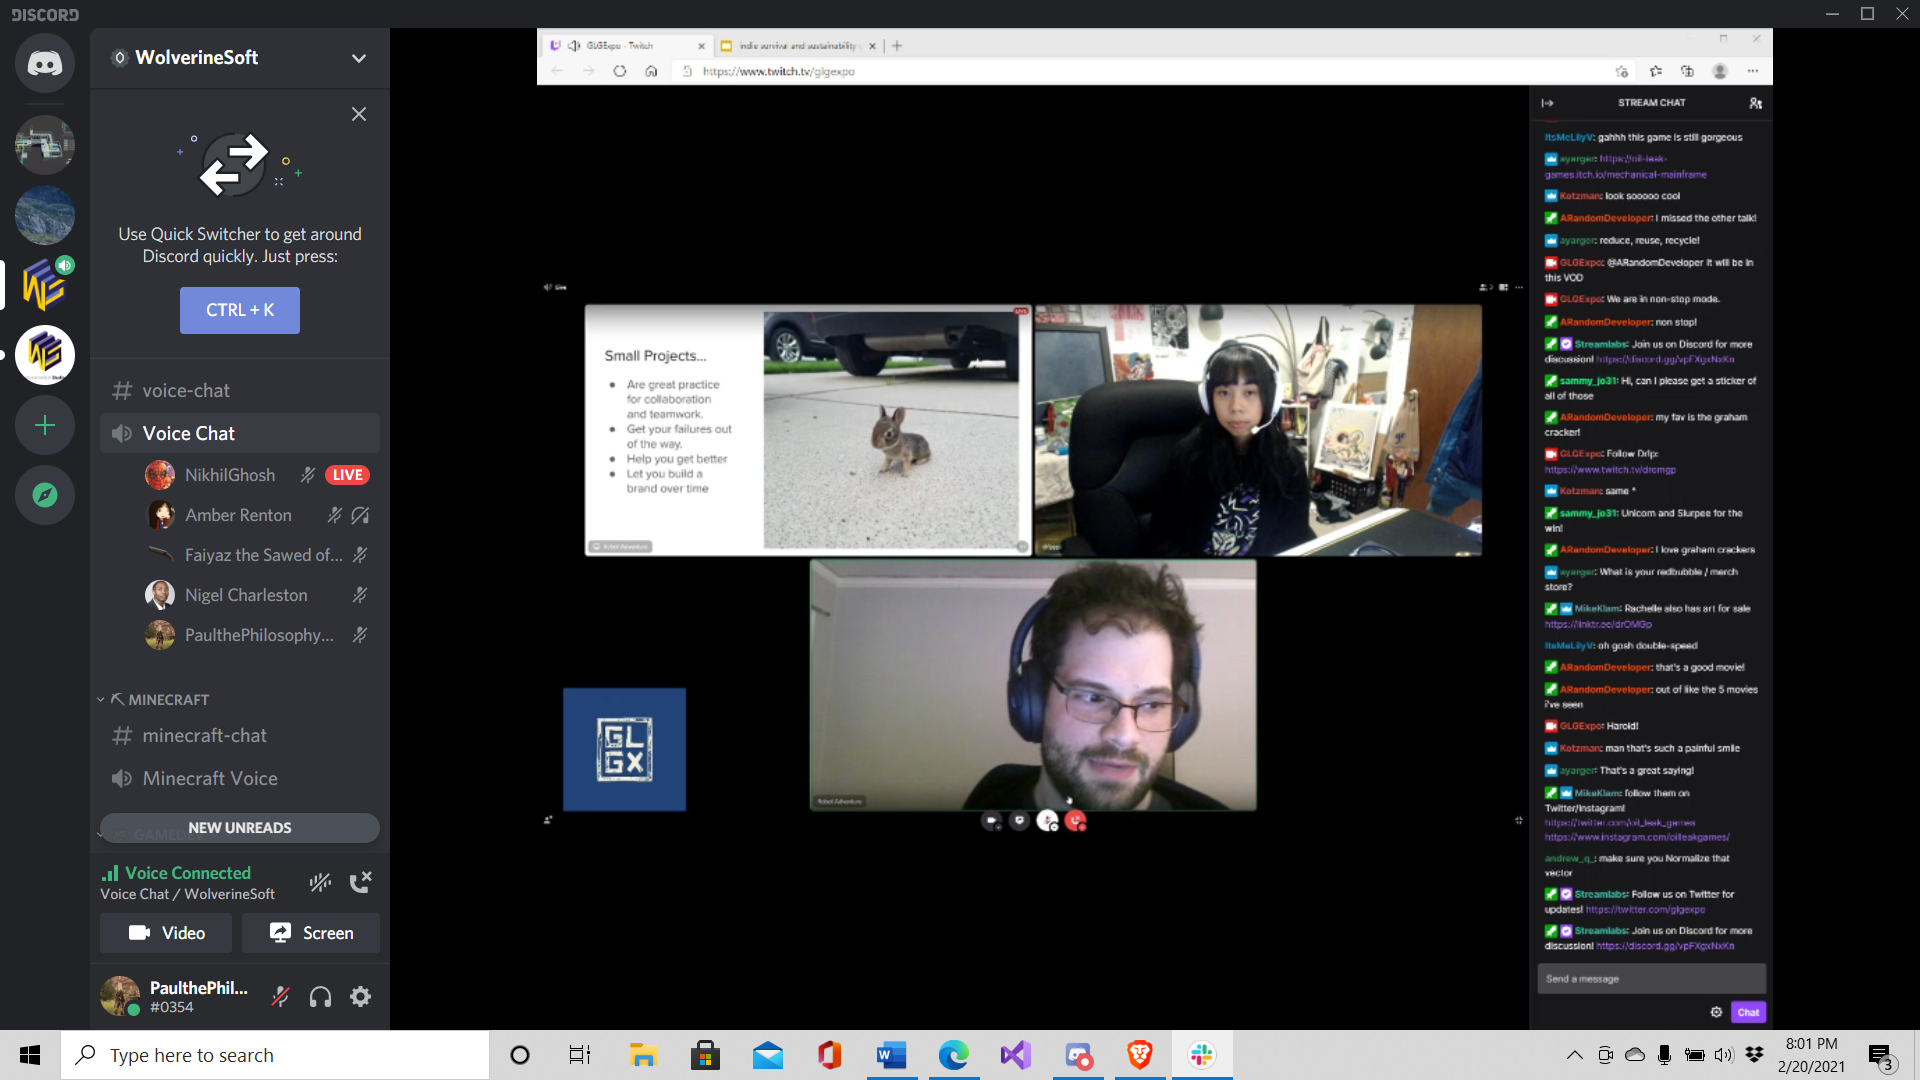 DISCORD
WolverineSoft
Use Quick Switcher to get around
Discord quickly. Just press:
CTRL + K
voice-chat
Voice Chat
NikhilGhosh
LIVE
Amber Renton
Faiyaz the Sawed of...
Nigel Charleston
PaulthePhilosophy...
MINECRAFT
minecraft-chat
Minecraft Voice
NEW UNREADS
Voice Connected
Voice Chat / WolverineSoft
Video
Screen
PaulthePhil...
#0354
GLGExpo - Twitch
indie survival and sustainability
https://www.twitch.tv/glgexpo
Live
Small Projects...
Are great practice
for collaboration
and teamwork.
Get your failures out
of the way.
Help you get better
Let you build a
brand over time
LIVE
Robot Adventure
Robot Adventure
GL
GX
STREAM CHAT
ItsMeLilyV: gahhh this game is still gorgeous
ayarger: https://oil-leak-
games.itch.io/mechanical-mainframe
Kotzman: look sooooo cool
ARandomDeveloper: I missed the other talk!
ayarger: reduce, reuse, recycle!
GLGExpo: @ARandomDeveloper It will be in
this VOD
GLGExpo: We are in non-stop mode.
ARandomDeveloper: non stop!
Streamlabs: Join us on Discord for more
discussion! https://discord.gg/vpFXgxNxKn
sammy_jo31: Hi, can I please get a sticker of
all of those
ARandomDeveloper: my fav is the graham
cracker!
GLGExpo: Follow Drip:
https://www.twitch.tv/dromgp
Kotzman: same *
sammy_jo31: Unicorn and Slurpee for the
win!
ARandomDeveloper: I love graham crackers
ayarger: What is your redbubble / merch
store?
MikeKlam: Rachelle also has art for sale
https://linktr.ee/drOMGp
ItsMeLilyV: oh gosh double-speed
ARandomDeveloper: that's a good movie!
ARandomDeveloper: out of like the 5 movies
i've seen
GLGExpo: Harold!
Kotzman: man that's such a painful smile
ayarger: That's a great saying!
MikeKlam: follow them on
Twitter/Instagram!
https://twitter.com/oil_leak_games
https://www.instagram.com/oilleakgames/
andrew_q_: make sure you Normalize that
vector
Streamlabs: Follow us on Twitter for
updates! https://twitter.com/glgexpo
Streamlabs: Join us on Discord for more
discussion! https://discord.gg/vpFXgxNxKn
Send a message
Chat
Type here to search
8:01 PM
2/20/2021
3